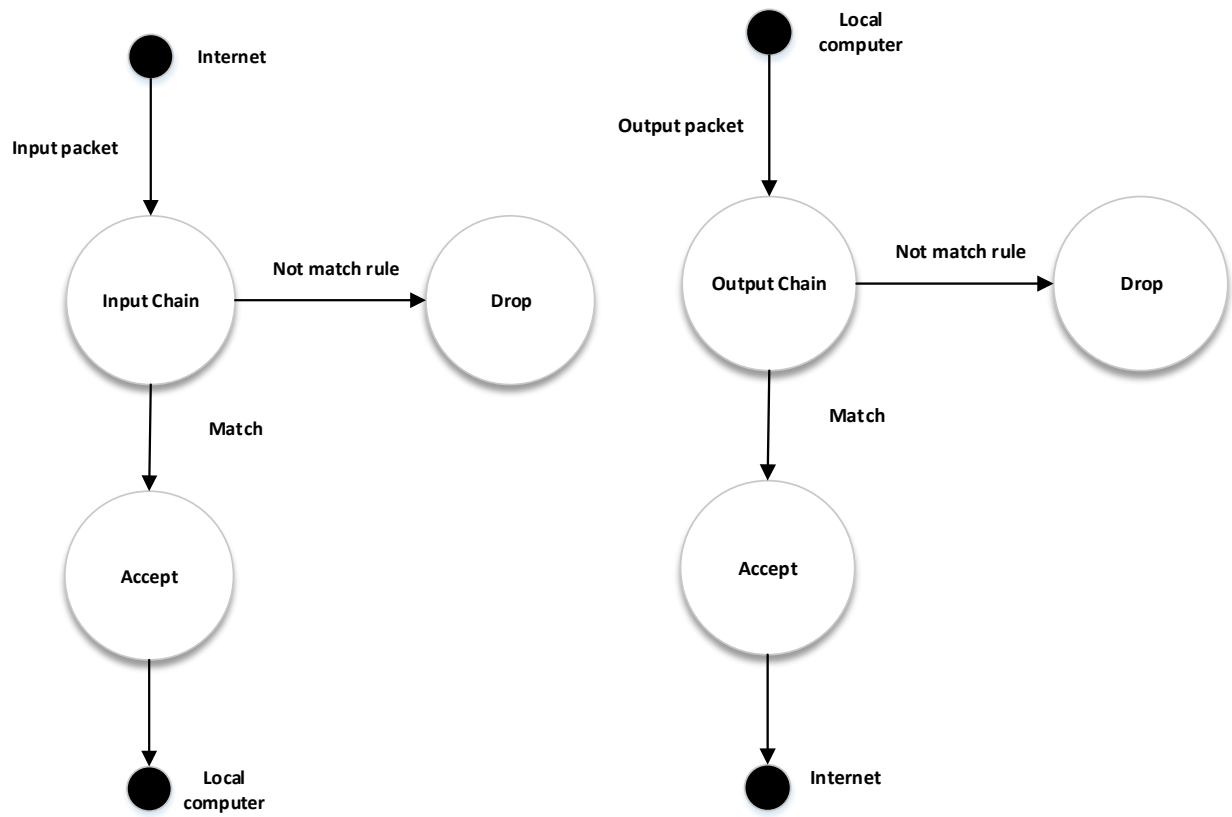 Internet
Input packet
Input Chain
Not match rule
Drop
Match
Accept
Local
computer
Local
computer
Output packet
Output Chain
Not match rule
Drop
Match
Accept
Internet